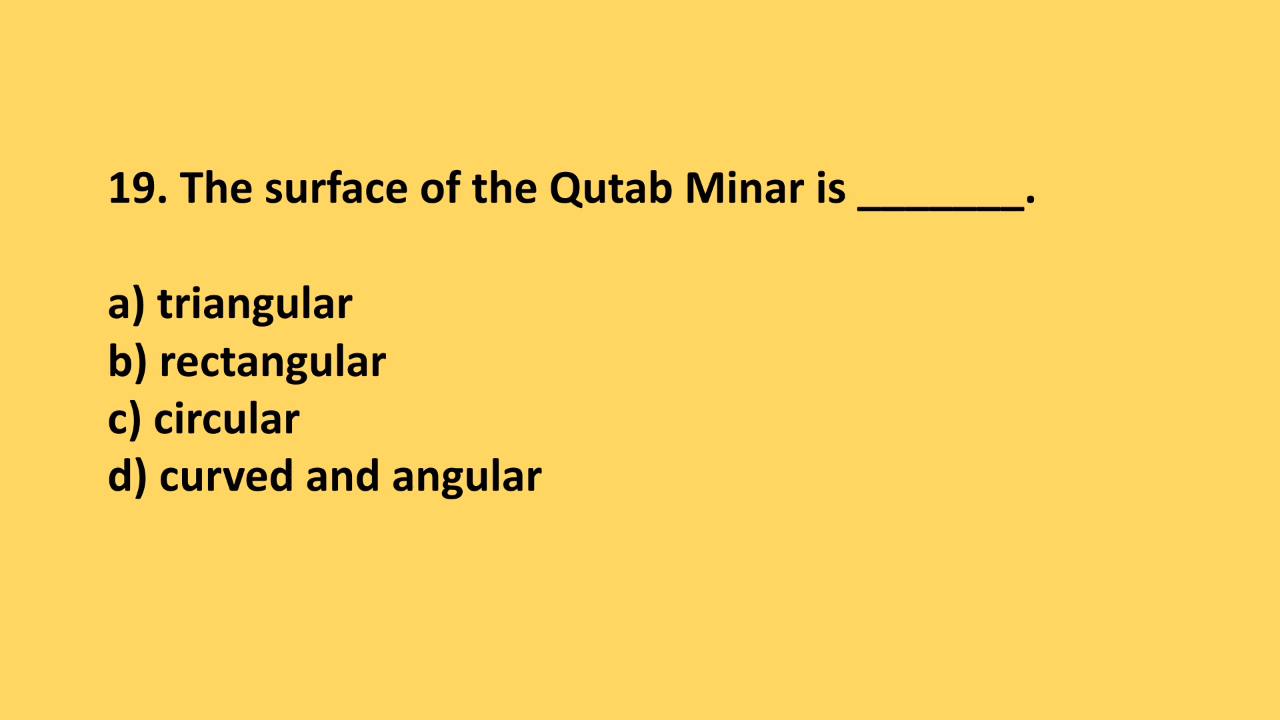 19. The surface of the Qutab Minar is _______.
a) triangular
b) rectangular
c) circular
d) curved and angular